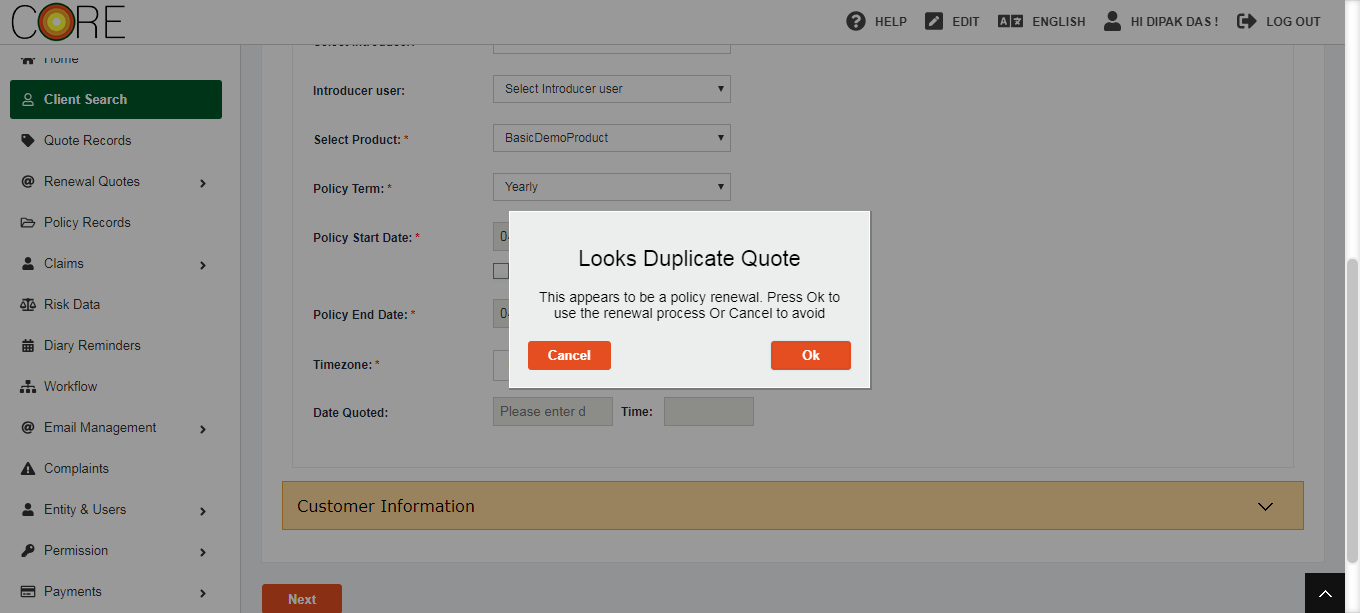 CORE
HELP
EDIT
ENGLISH
HI DIPAK DAS !
LOG OUT
Home
Client Search
Quote Records
Renewal Quotes
Policy Records
Claims
Risk Data
Diary Reminders
Workflow
Email Management
Complaints
Entity & Users
Permission
Payments
Select Introducer:
Introducer user:
Select Introducer user
Select Product: *
BasicDemoProduct
Policy Term: *
Yearly
Policy Start Date: *
Policy End Date: *
Timezone: *
Date Quoted:
Please enter d
Time:
Looks Duplicate Quote
This appears to be a policy renewal. Press Ok to
use the renewal process Or Cancel to avoid
Cancel
Ok
Customer Information
Next